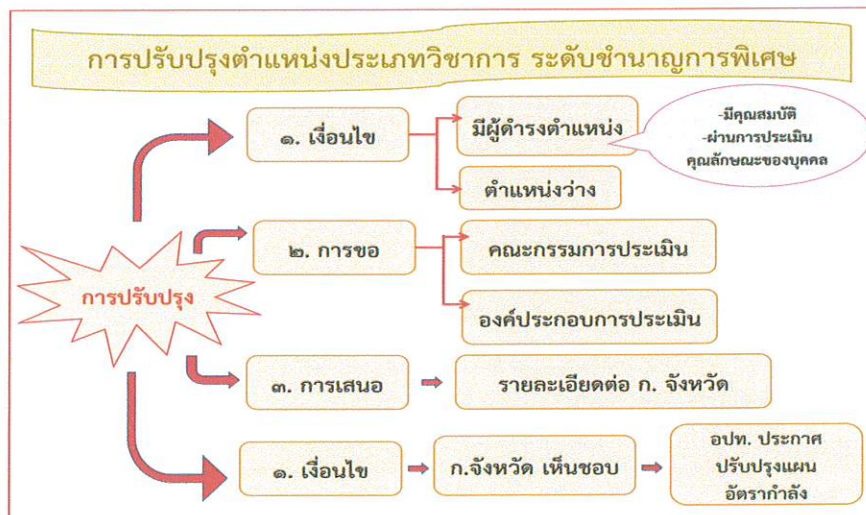 การปรับปรุงตำแหน่งประเภทวิชาการ ระดับชำนาญการพิเศษ
๑. เงื่อนไข
มีผู้ดำรงตำแหน่ง
-มีคุณสมบัติ
-ผ่านการประเมิน
คุณลักษณะของบุคคล
ตำแหน่งว่าง
การปรับปรุง
๒. การขอ
คณะกรรมการประเมิน
องค์ประกอบการประเมิน
๓. การเสนอ
รายละเอียดต่อ ก. จังหวัด
๑. เงื่อนไข
ก.จังหวัด เห็นชอบ
อปท. ประกาศ
ปรับปรุงแผน
อัตรากำลัง